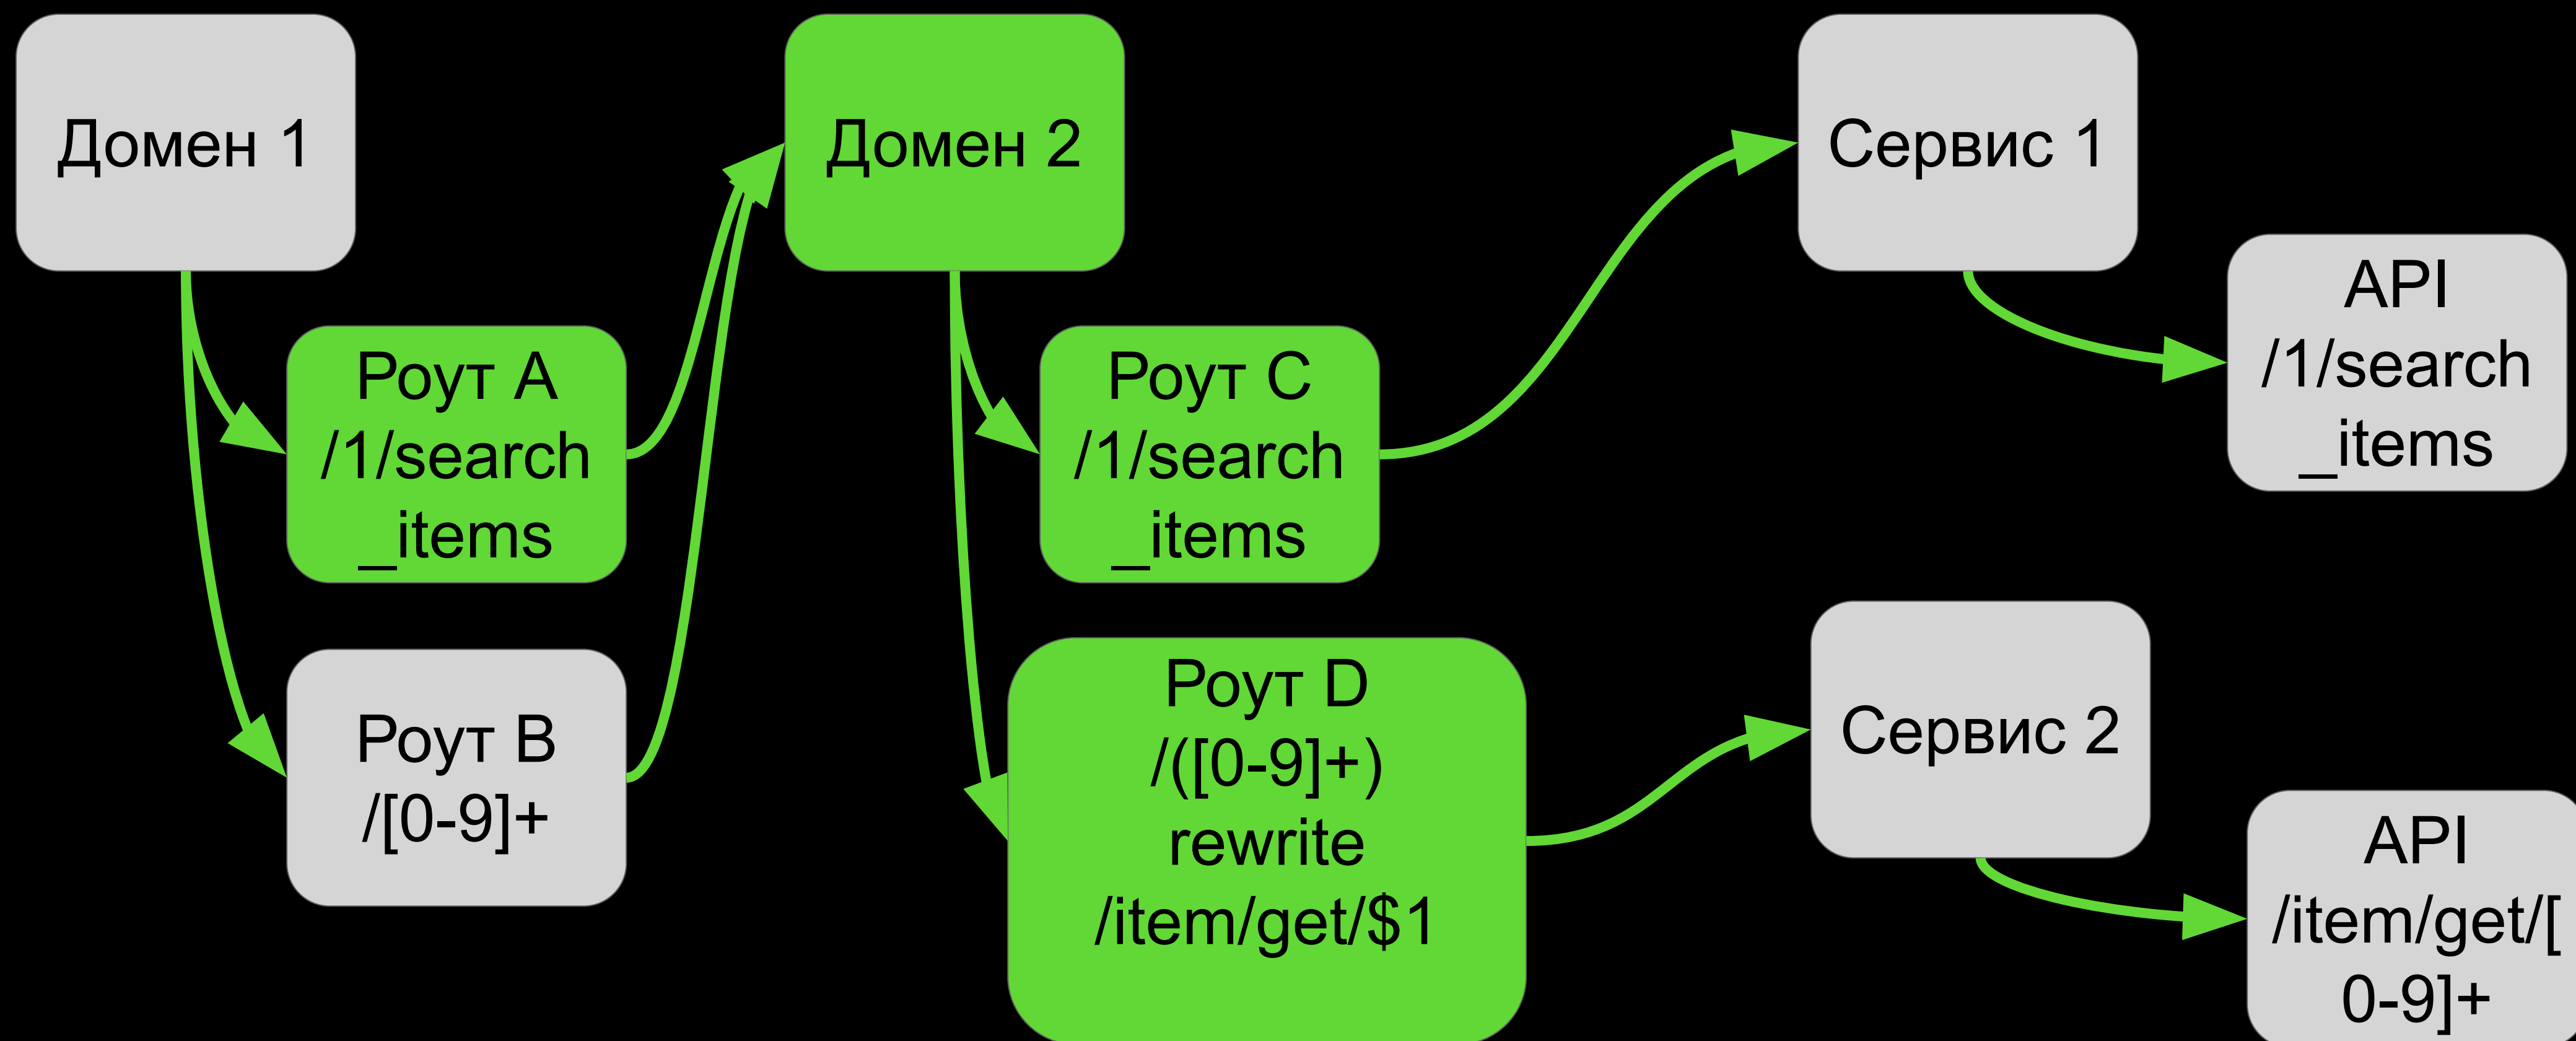 Домен 1
Домен 2
Сервис 1
Роут A
/1/search
_items
Роут C
/1/search
_items
API
/1/search
_items
Роут B
/[0-9]+
Роут D
/([0-9]+)
rewrite
/item/get/$1
Сервис 2
API
/item/get/[
0-9]+